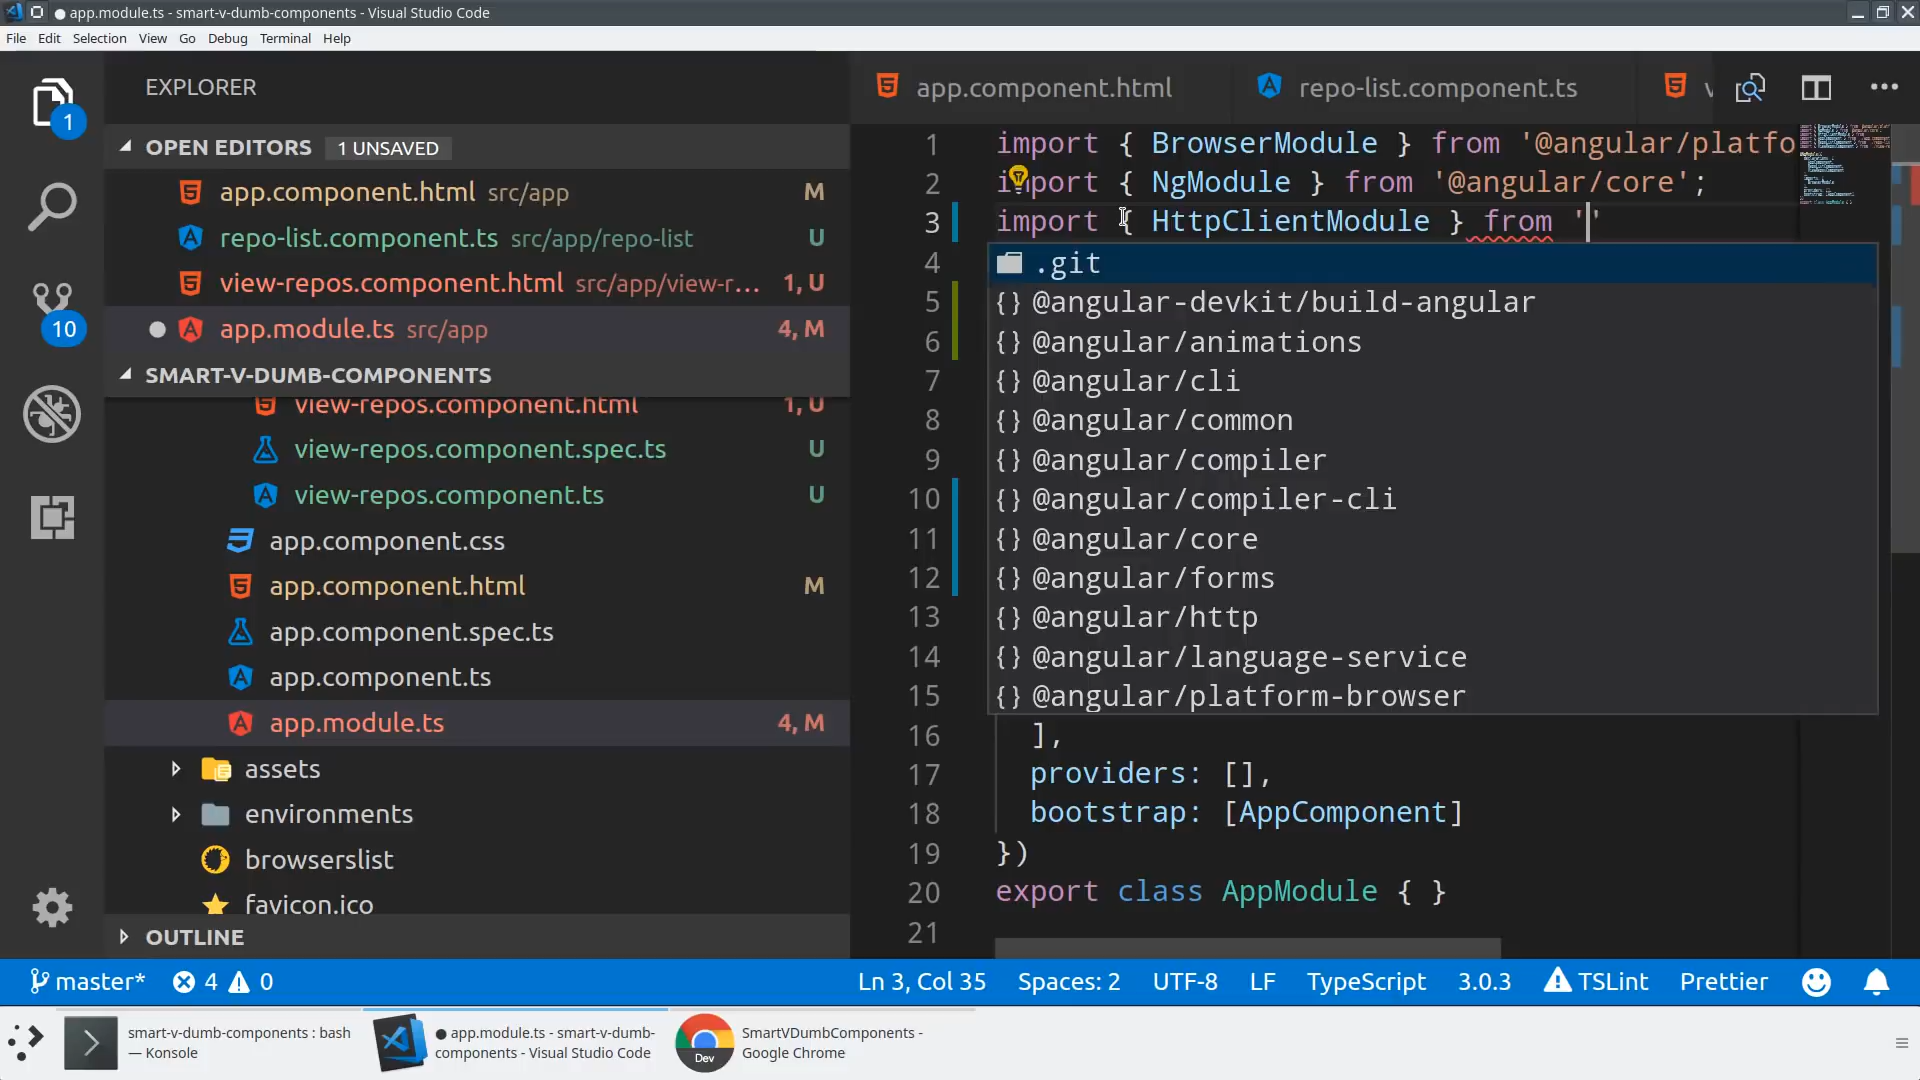 app.module.ts - smart-v-dumb-components - Visual Studio Code
File Edit Selection View Go Debug Terminal Help
1
10
EXPLORER
OPEN EDITORS 1 UNSAVED
app.component.html src/app M
repo-list.component.ts src/app/repo-list U
view-repos.component.html src/app/view-r... 1, U
app.module.ts src/app 4, M
SMART-V-DUMB-COMPONENTS
view-repos.component.html 1, U
view-repos.component.spec.ts U
view-repos.component.ts U
app.component.css
app.component.html M
app.component.spec.ts
app.component.ts
app.module.ts 4, M
assets
environments
browserslist
favicon.ico
OUTLINE
app.component.html repo-list.component.ts
1 import { BrowserModule } from '@angular/platfo
2 import { NgModule } from '@angular/core';
3 import { HttpClientModule } from ''
4
5
6
7
8
9
10
11
12
13
14
15
16 ],
17 providers: [],
18 bootstrap: [AppComponent]
19 })
20 export class AppModule { }
21
.git
{} @angular-devkit/build-angular
{} @angular/animations
{} @angular/cli
{} @angular/common
{} @angular/compiler
{} @angular/compiler-cli
{} @angular/core
{} @angular/forms
{} @angular/http
{} @angular/language-service
{} @angular/platform-browser
master* 4 0 Ln 3, Col 35 Spaces: 2 UTF-8 LF TypeScript 3.0.3 TSLint Prettier
smart-v-dumb-components : bash
— Konsole
app.module.ts - smart-v-dumb-
components - Visual Studio Code
Dev
SmartVDumbComponents -
Google Chrome